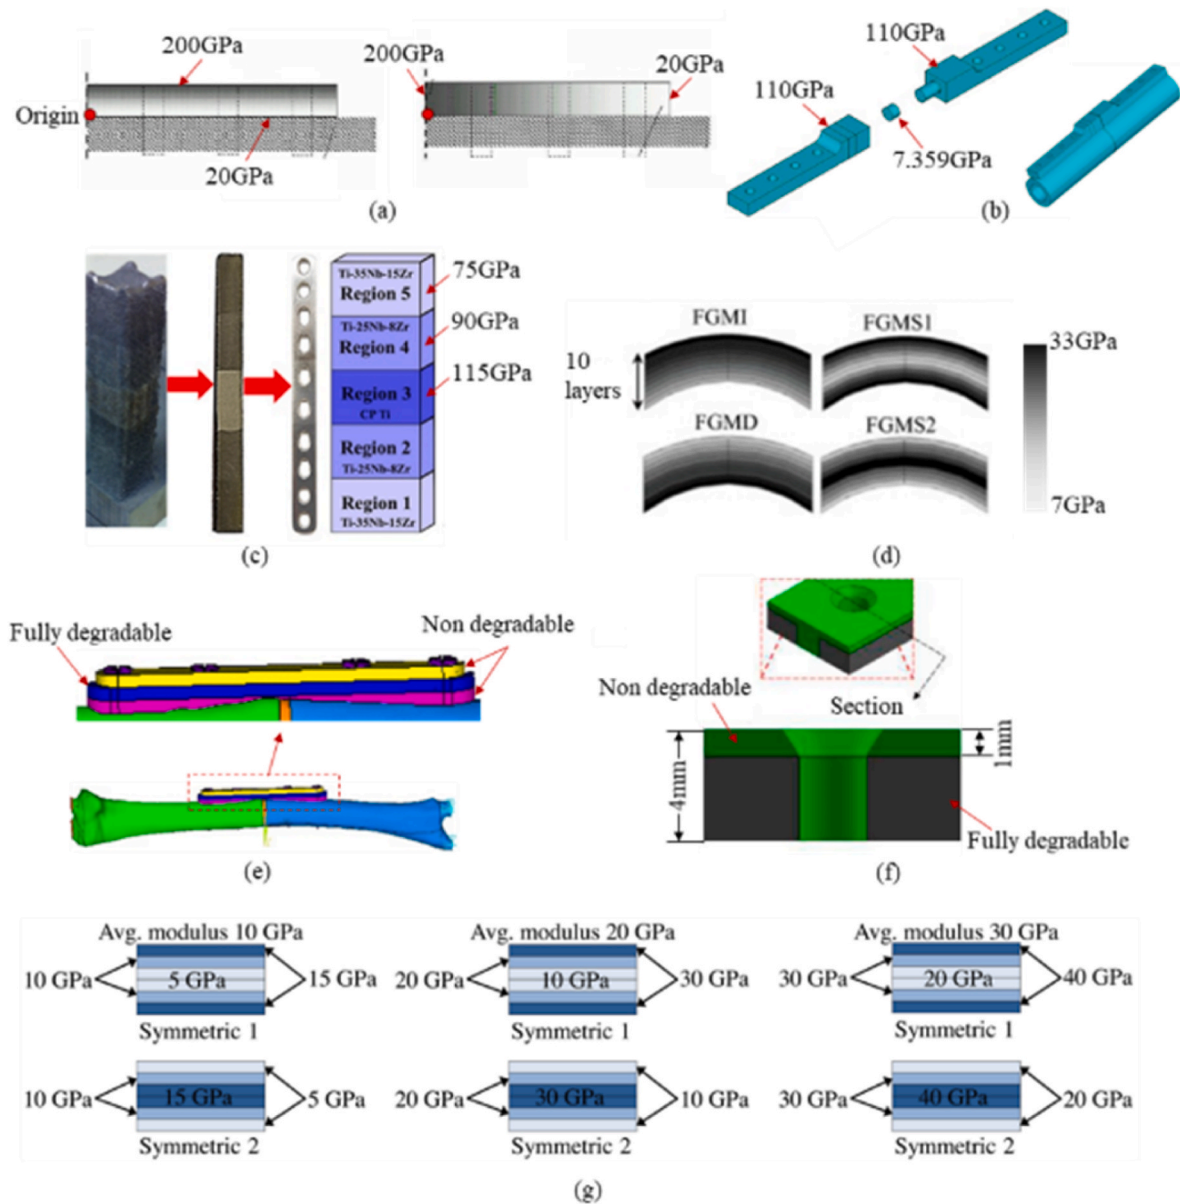 200GPa
200GPa
20GPa
Origin
20GPa
(a)
110GPa
110GPa
7.359GPa
(b)
Ti-35Nb-15Zr
Region 5
75GPa
Ti-25Nb-8Zr
Region 4
90GPa
Region 3
CP Ti
115GPa
Region 2
Ti-25Nb-8Zr
Region 1
Ti-35Nb-15Zr
(c)
FGMI
FGMS1
33GPa
10
layers
FGMD
FGMS2
7GPa
(d)
Fully degradable
Non degradable
(e)
Non degradable
Section
1mm
4mm
Fully degradable
(f)
Avg. modulus 10 GPa
10 GPa
5 GPa
15 GPa
Symmetric 1
Avg. modulus 20 GPa
20 GPa
10 GPa
30 GPa
Symmetric 1
Avg. modulus 30 GPa
30 GPa
20 GPa
40 GPa
Symmetric 1
10 GPa
15 GPa
5 GPa
Symmetric 2
20 GPa
30 GPa
10 GPa
Symmetric 2
30 GPa
40 GPa
20 GPa
Symmetric 2
(g)